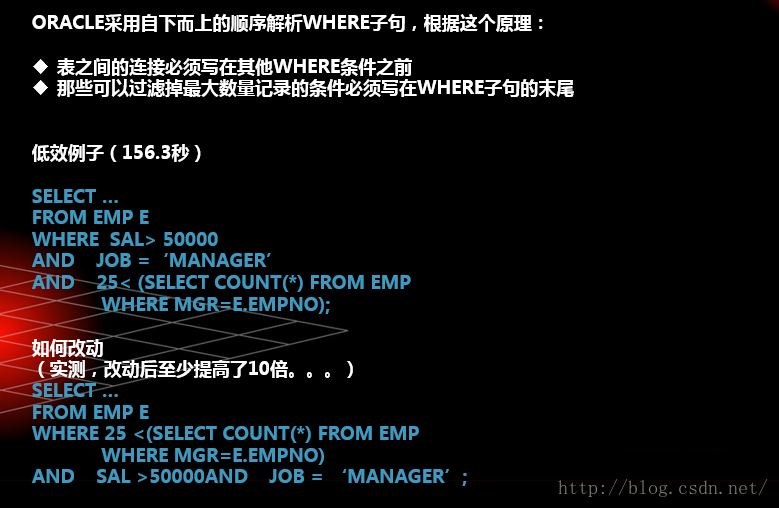 ORACLE采用自下而上的顺序解析WHERE子句，根据这个原理：
◆ 表之间的连接必须写在其他WHERE条件之前
◆ 那些可以过滤掉最大数量记录的条件必须写在WHERE子句的末尾
低效例子（156.3秒）
SELECT ...
FROM EMP E
WHERE SAL> 50000
AND JOB = ‘MANAGER’
AND 25< (SELECT COUNT(*) FROM EMP
WHERE MGR=E.EMPNO);
如何改动
（实测，改动后至少提高了10倍。。。）
SELECT ...
FROM EMP E
WHERE 25 <(SELECT COUNT(*) FROM EMP
WHERE MGR=E.EMPNO)
AND SAL >50000AND JOB = ‘MANAGER’ ;
http://blog.csdn.net/